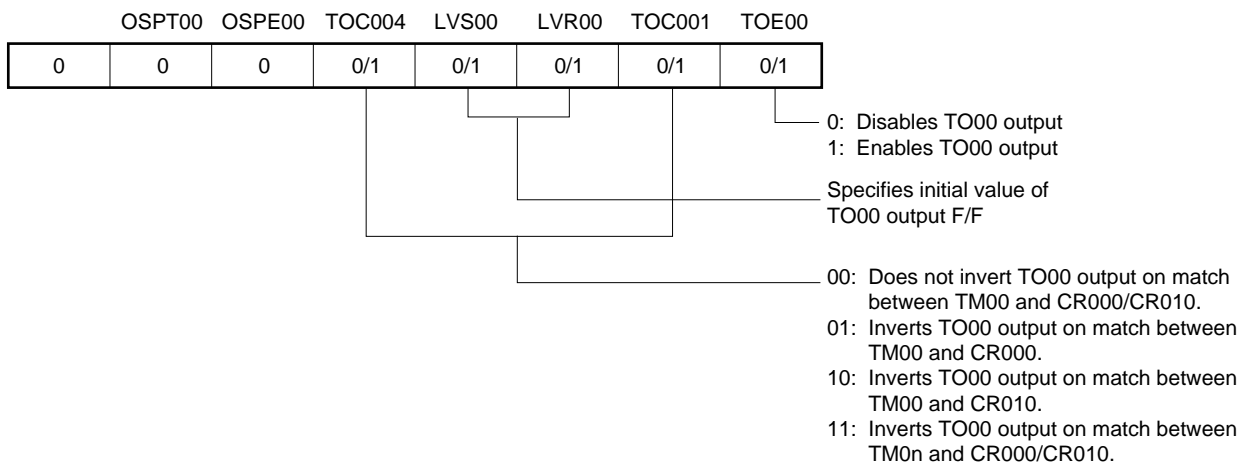 OSPT00 OSPE00 TOC004 LVS00 LVR00 TOC001 TOE00
0 0 0 0/1 0/1 0/1 0/1 0/1
0: Disables TO00 output
1: Enables TO00 output
Specifies initial value of
TO00 output F/F
00: Does not invert TO00 output on match
between TM00 and CR000/CR010.
01: Inverts TO00 output on match between
TM00 and CR000.
10: Inverts TO00 output on match between
TM00 and CR010.
11: Inverts TO00 output on match between
TM0n and CR000/CR010.